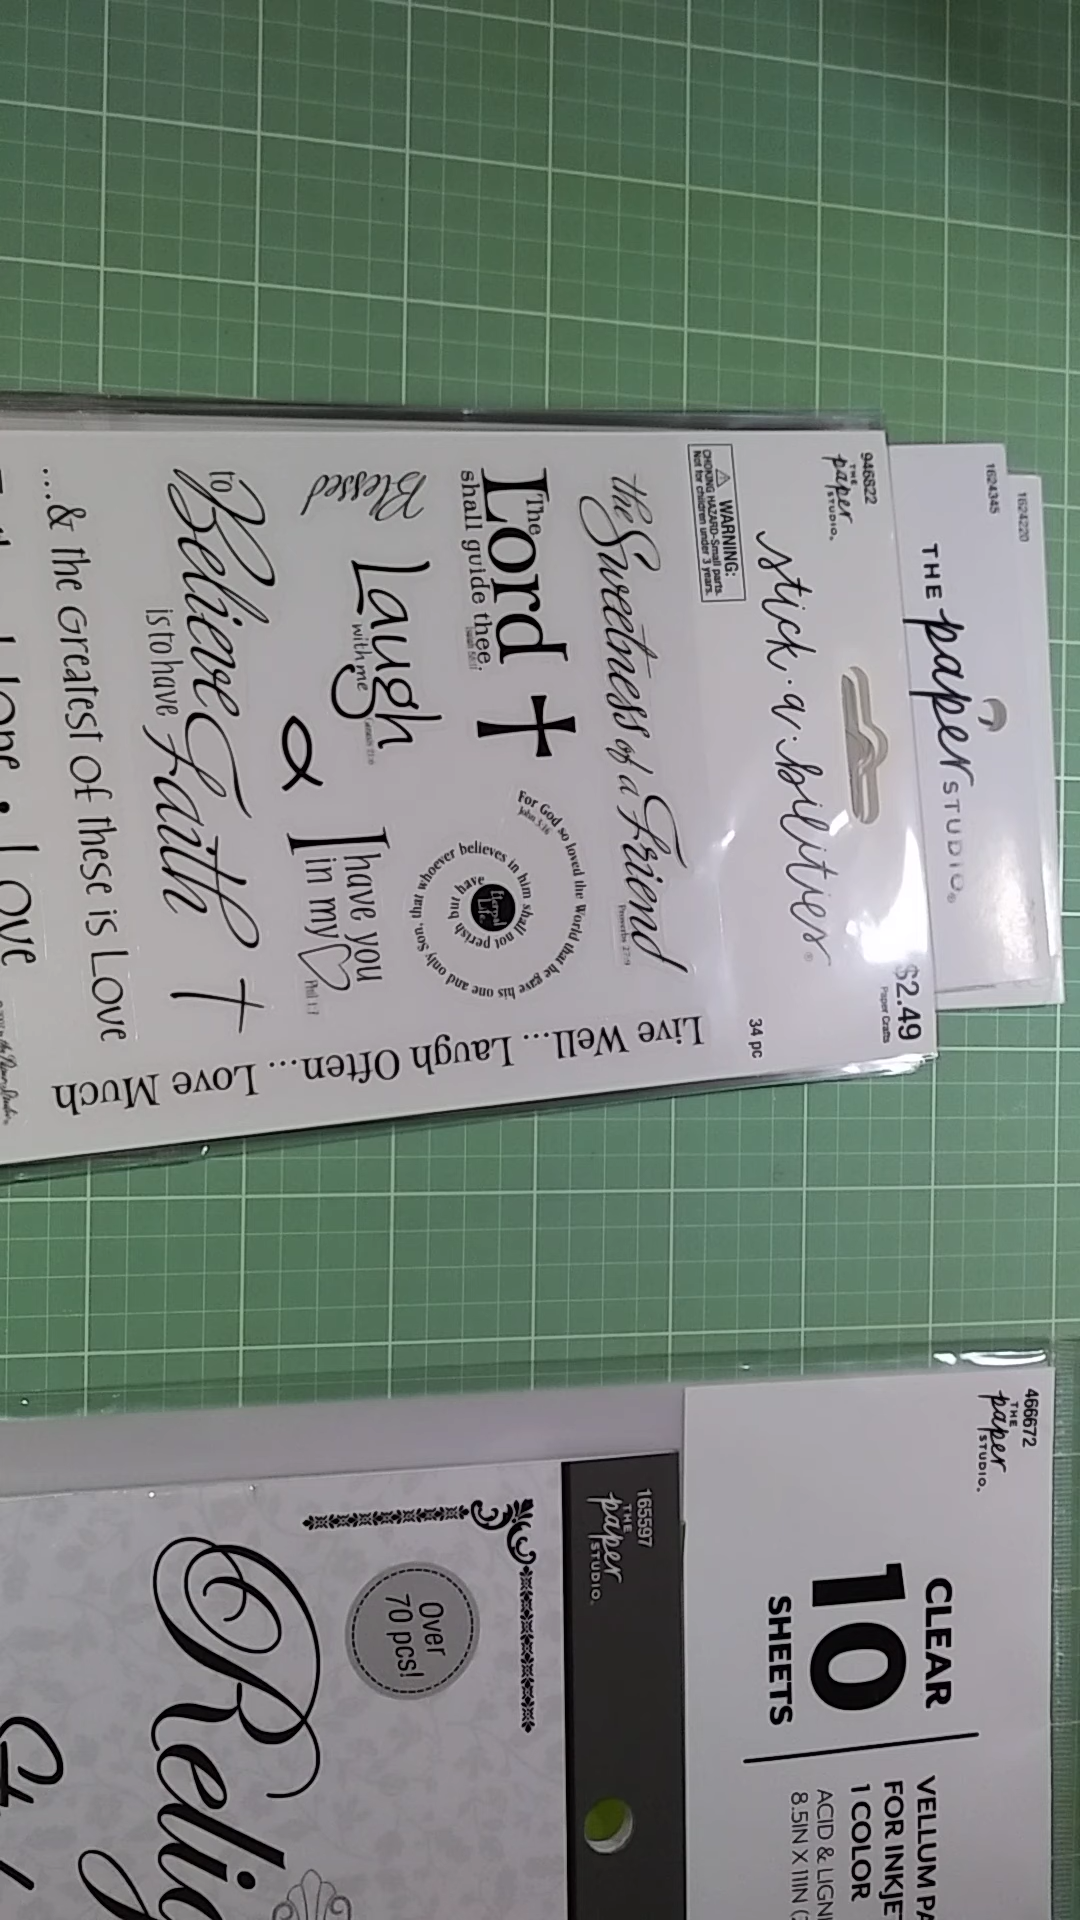 1624220
1624345
THE paper STUDIO®
946822
THE
paper
STUDIO®
$2.49
Paper Crafts
stick·a·bilities®
34 pc
WARNING:
CHOKING HAZARD-Small parts.
Not for children under 3 years.
the Sweetness of a Friend
Proverbs 27:9
The
Lord
shall guide thee.
For God so loved the World that he gave his one and only Son, that whoever believes in him shall not perish but have
Eternal
Life
John 3:16
Blessed
Laugh
with me
I have you
in my
Phil 1:7
to Believe
is to have Faith
...& the Greatest of these is Love
Love
Live Well... Laugh Often... Love Much
466672
THE
paper
STUDIO®
CLEAR
10
SHEETS
VELLUM
FOR
1 COLOR
ACID &
8.5IN X 11IN
165597
THE
paper
STUDIO®
Over
70 pcs!